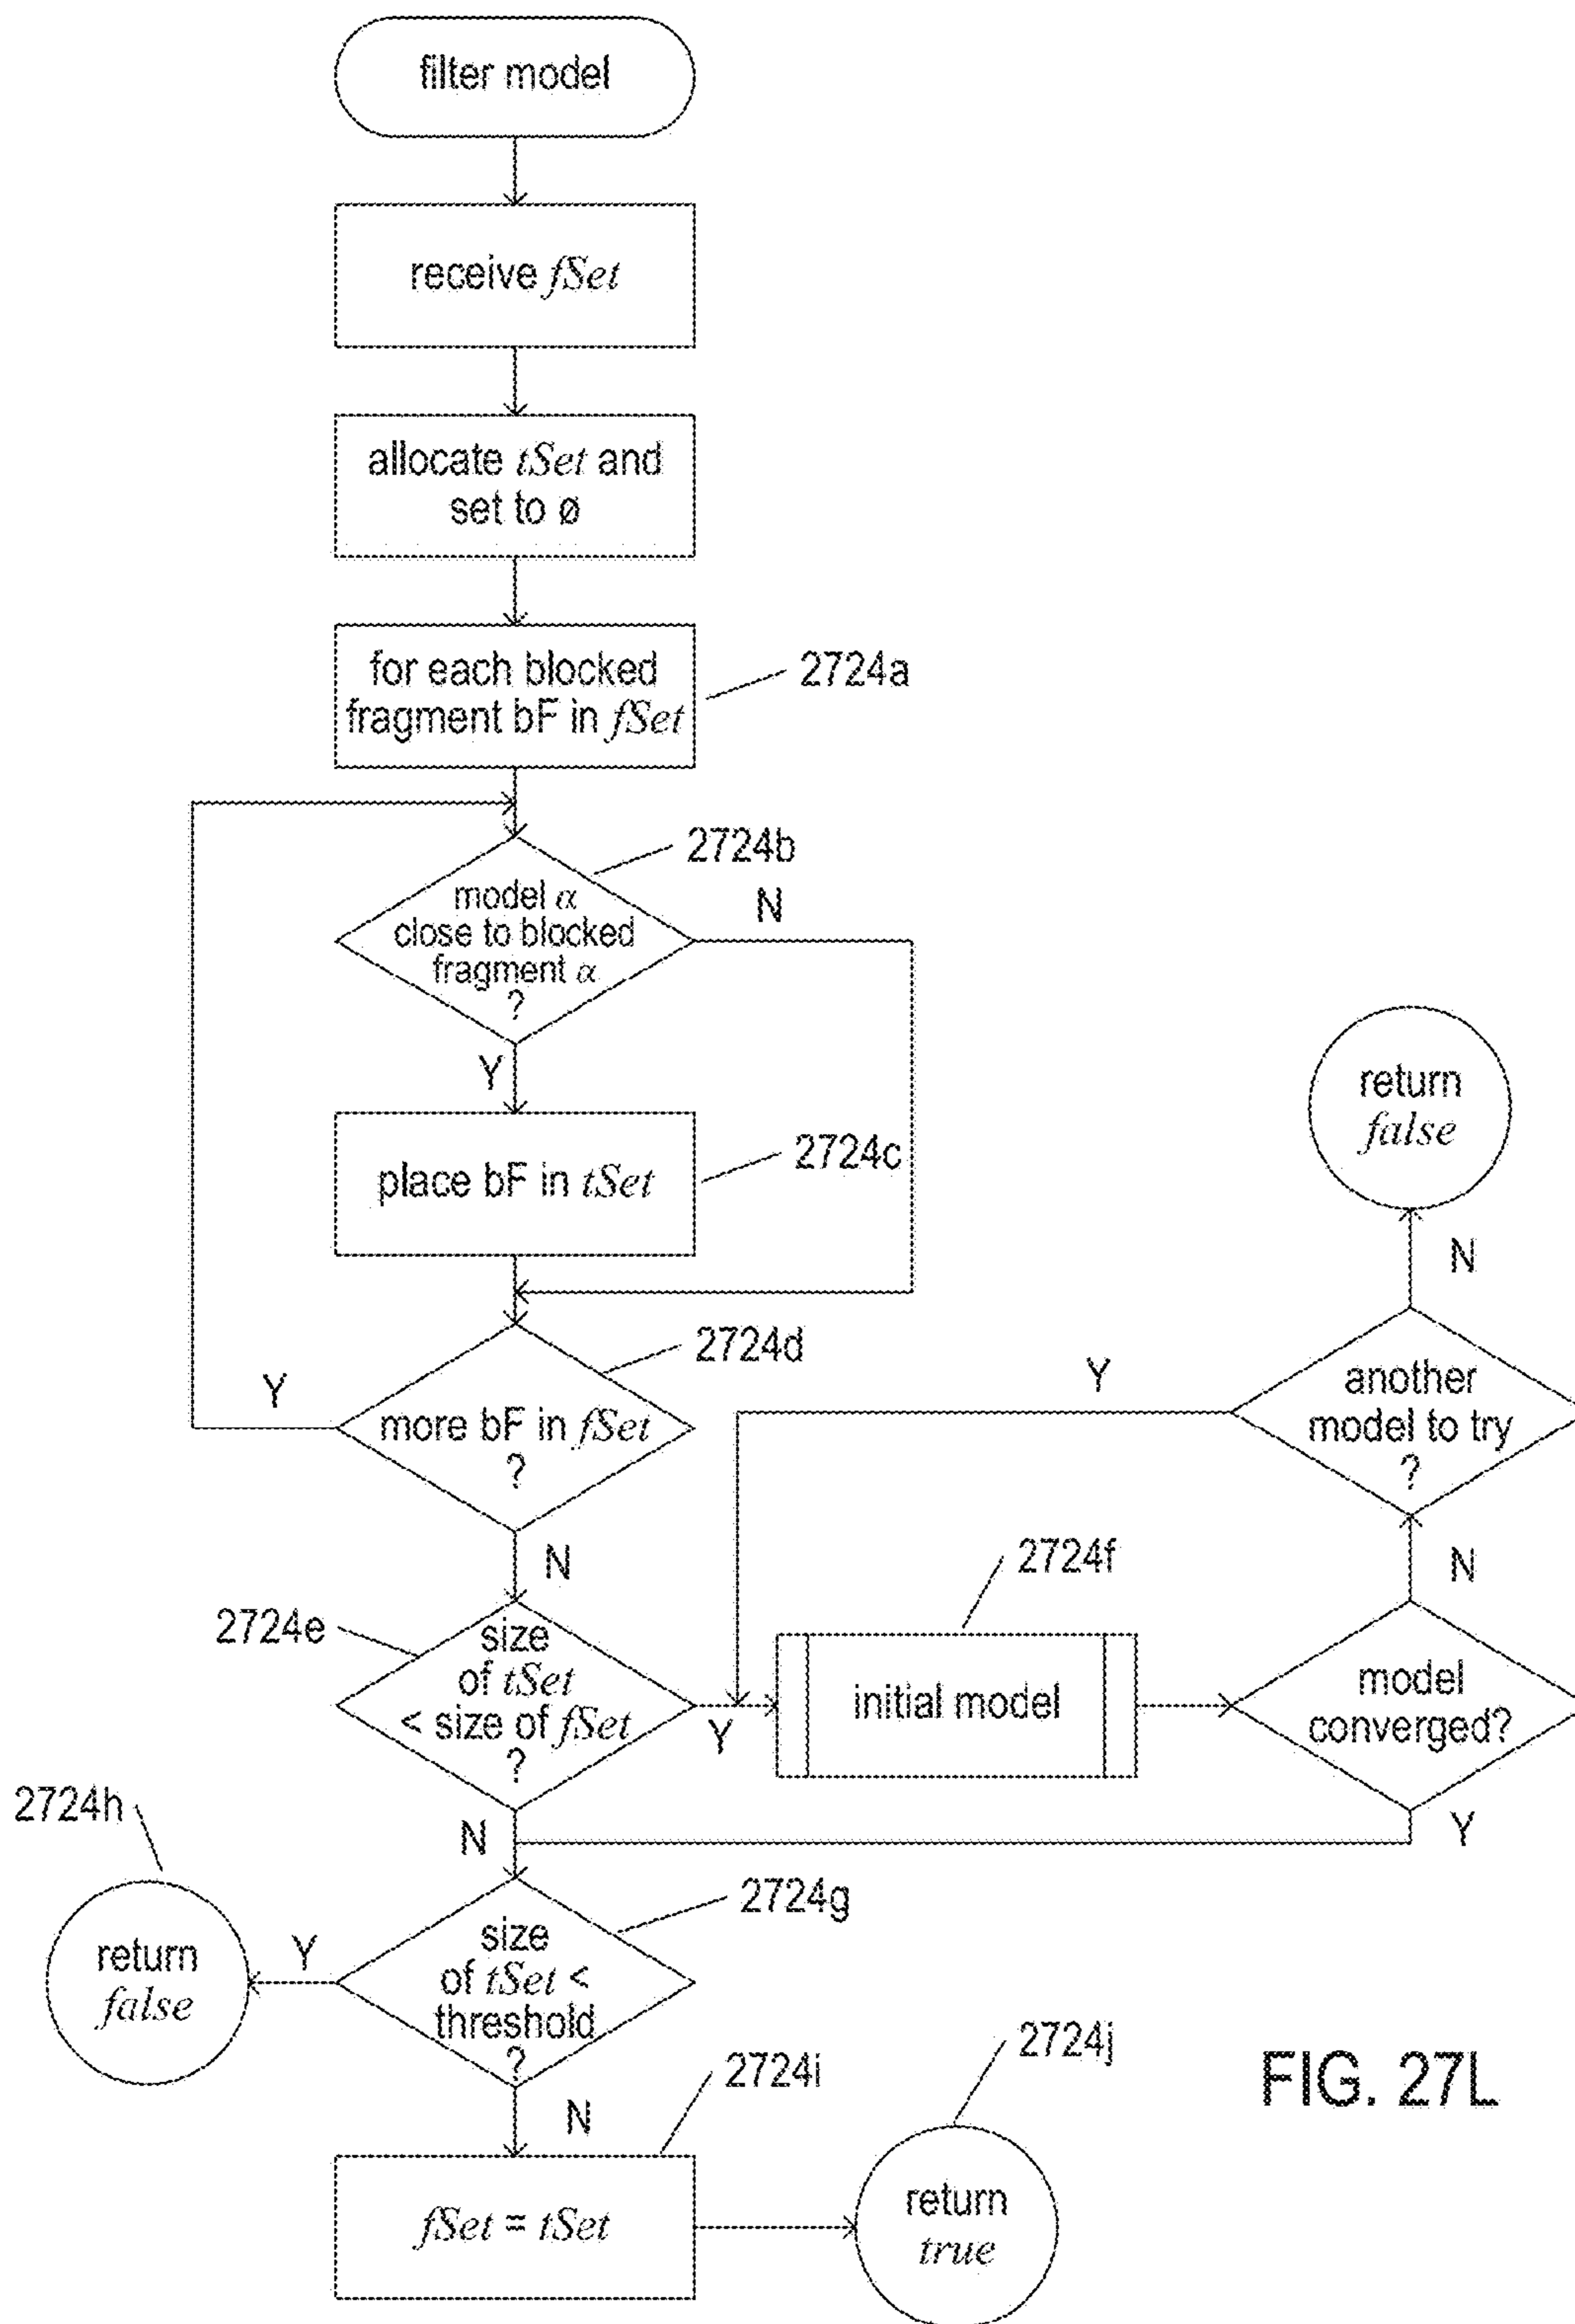 filter model
receive fSet
allocate tSet and
set to ø
for each blocked
fragment bF in fSet
2724a
2724b
model α
close to blocked
fragment α
?
N
Y
place bF in tSet
2724c
return
false
N
2724d
more bF in fSet
?
Y
Y
another
model to try
?
N
2724f
N
2724e
size
of tSet
< size of fSet
?
Y
initial model
model
converged?
2724h
N
Y
2724g
return
false
Y
size
of tSet <
threshold
?
2724i
2724j
N
fSet = tSet
return
true
FIG. 27L